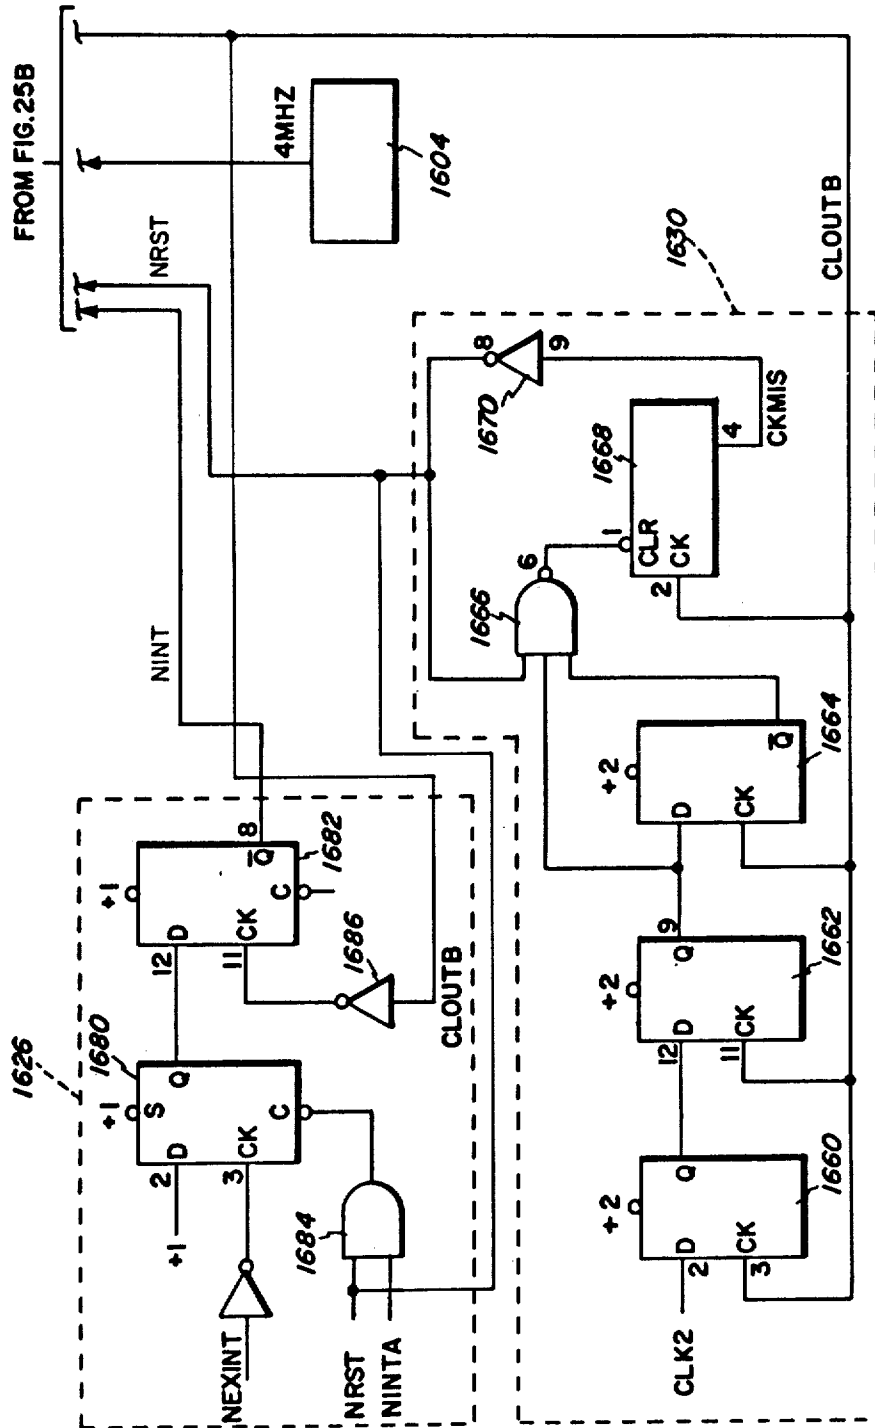 FROM FIG. 25B
NRST
4MHZ
1604
NINT
1626
1680
+1
S
2
D
Q
+1
3
CK
C
NEXINT
1684
NRST
NINTA
+1
12
D
Q̅
8
11
CK
C
1682
1686
CLOUTB
1630
1670
8
9
1666
6
1
CLR
CK
2
1668
4
CKMIS
CLOUTB
CLK2
+2
2
D
Q
3
CK
1660
+2
12
D
Q
9
11
CK
1662
+2
D
CK
Q̅
1664